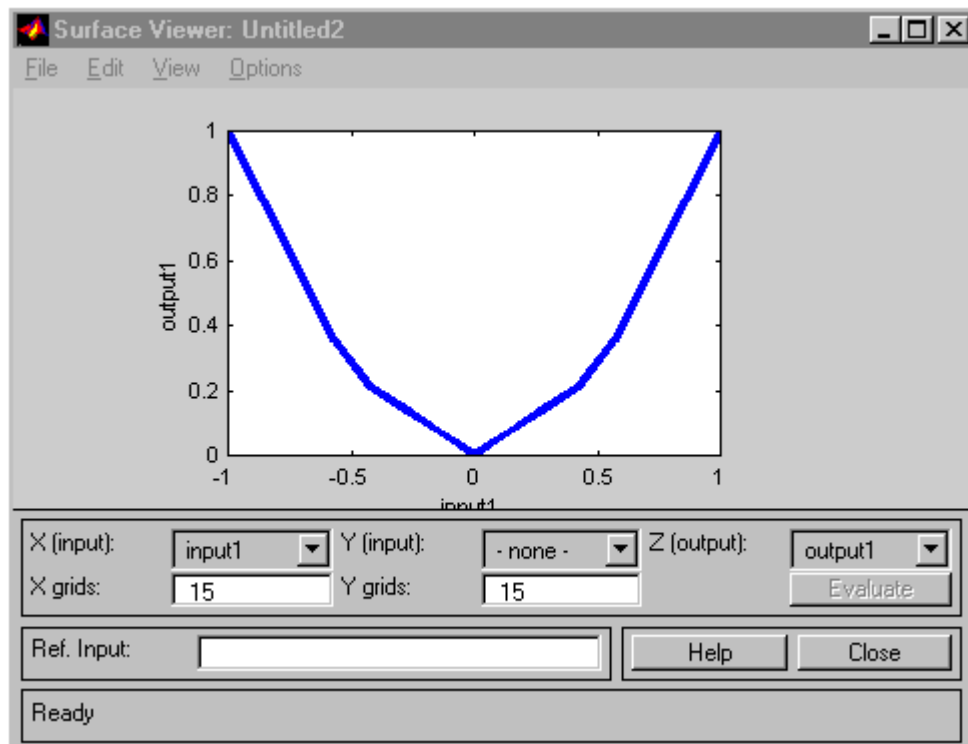 Surface Viewer: Untitled2
File Edit View Options
1
0.8
0.6
0.4
0.2
0
output1
-1 -0.5 0 0.5 1
input1
X (input): input1 Y (input): - none - Z (output): output1
X grids: 15 Y grids: 15 Evaluate
Ref. Input: Help Close
Ready